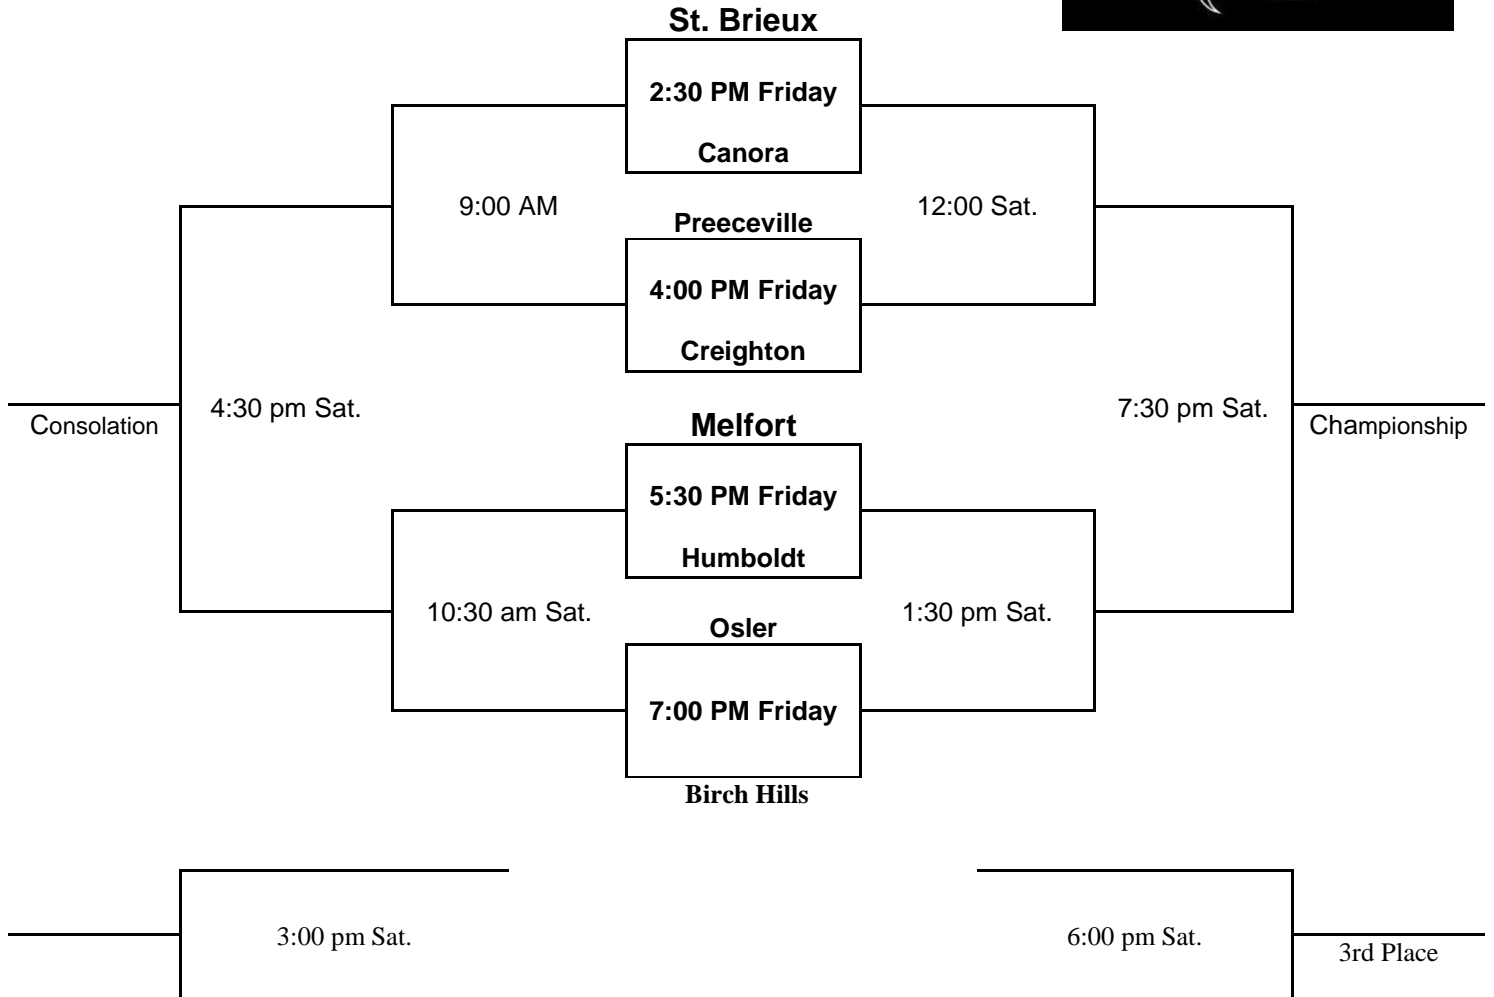 St. Brieux
2:30 PM Friday
Canora
9:00 AM
12:00 Sat.
Preeceville
4:00 PM Friday
Creighton
4:30 pm Sat.
7:30 pm Sat.
Consolation
Championship
Melfort
5:30 PM Friday
Humboldt
10:30 am Sat.
1:30 pm Sat.
Osler
7:00 PM Friday
Birch Hills
3:00 pm Sat.
6:00 pm Sat.
3rd Place